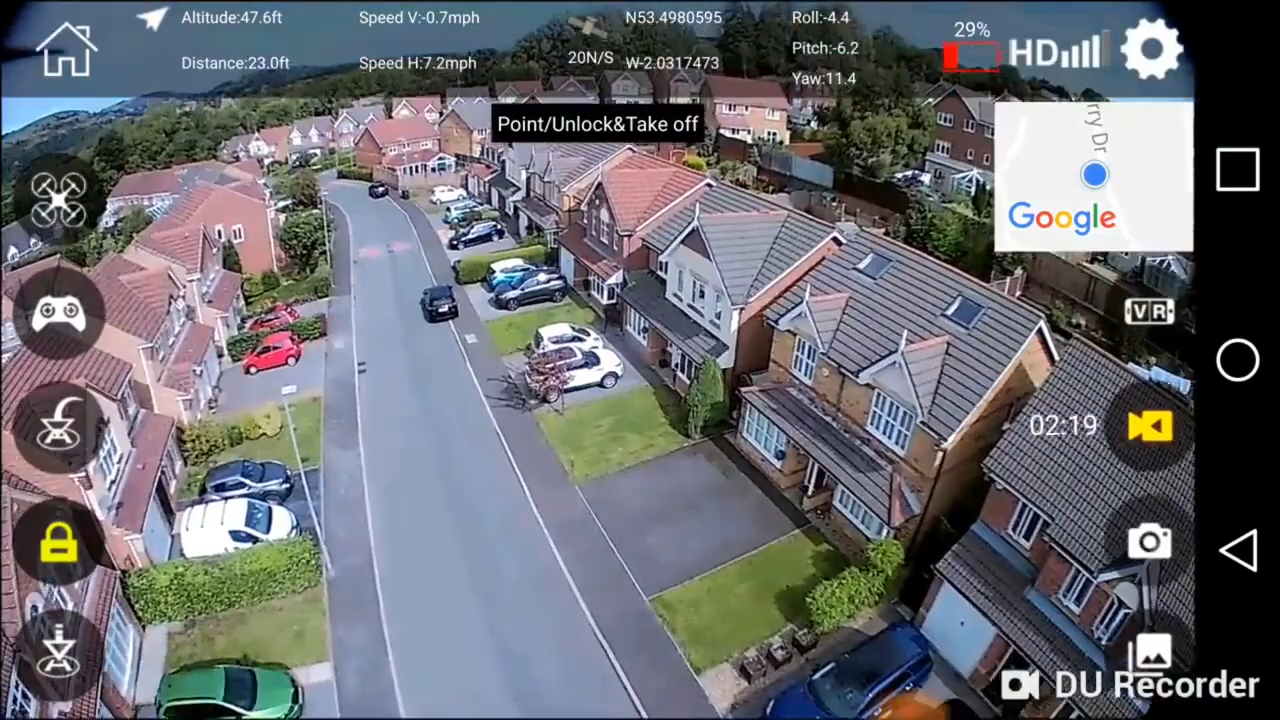 Altitude:47.6ft
Speed V:-0.7mph
N53.4980595
Roll:-4.4
29%
Distance:23.0ft
Speed H:7.2mph
20N/S
W-2.0317473
Pitch:-6.2
HD
Yaw:11.4
Point/Unlock&Take off
rry Dr
Google
VR
02:19
DU Recorder